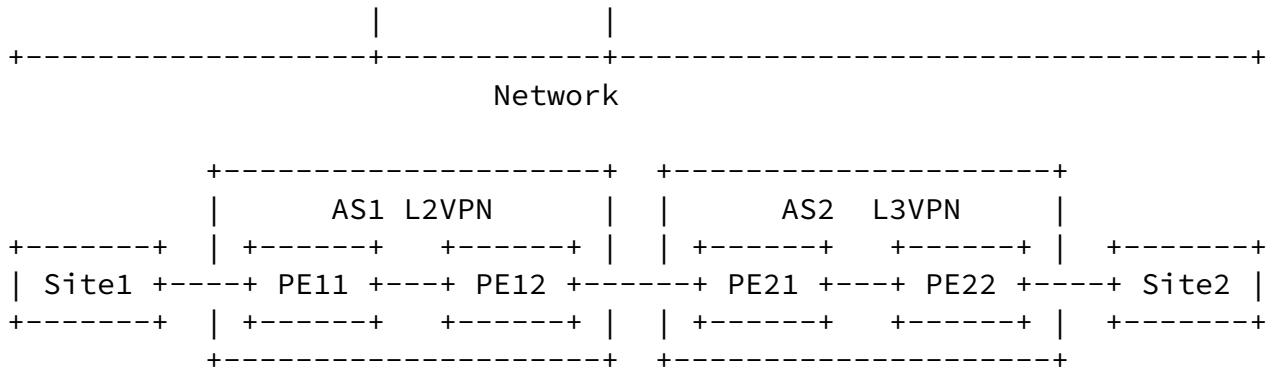 Network
AS1 L2VPN AS2 L3VPN
Site1 PE11 PE12 PE21 PE22 Site2